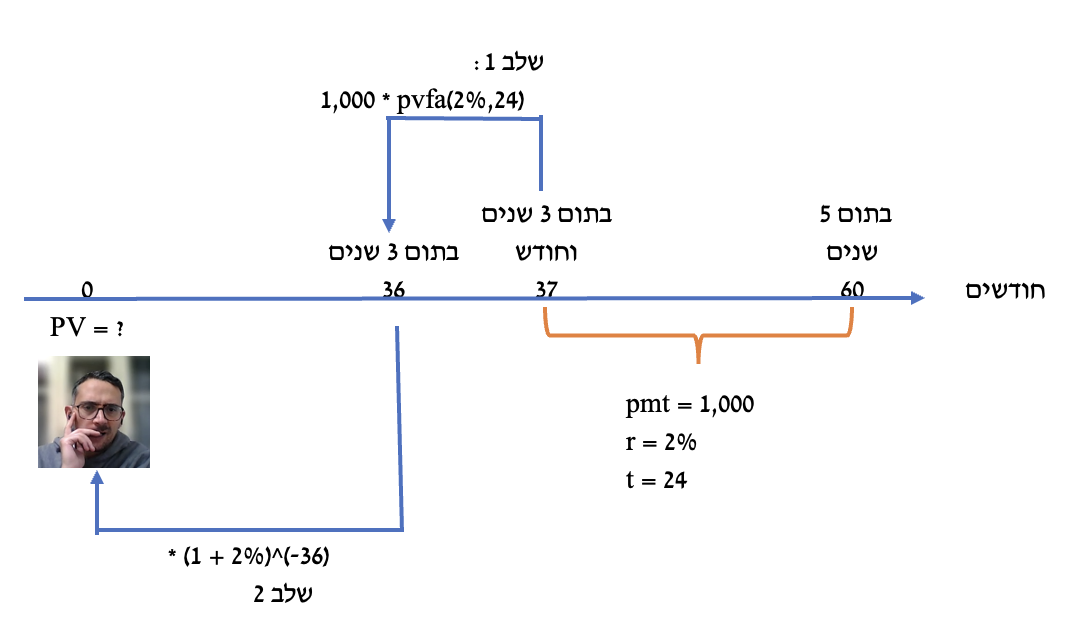 שלב 1:
1,000 * pvfa(2%,24)
בתום 3 שנים
וחודש
בתום 5
שנים
בתום 3 שנים
0
36
37
60
חודשים
PV = ?
pmt = 1,000
r = 2%
t = 24
* (1 + 2%)^(-36)
שלב 2